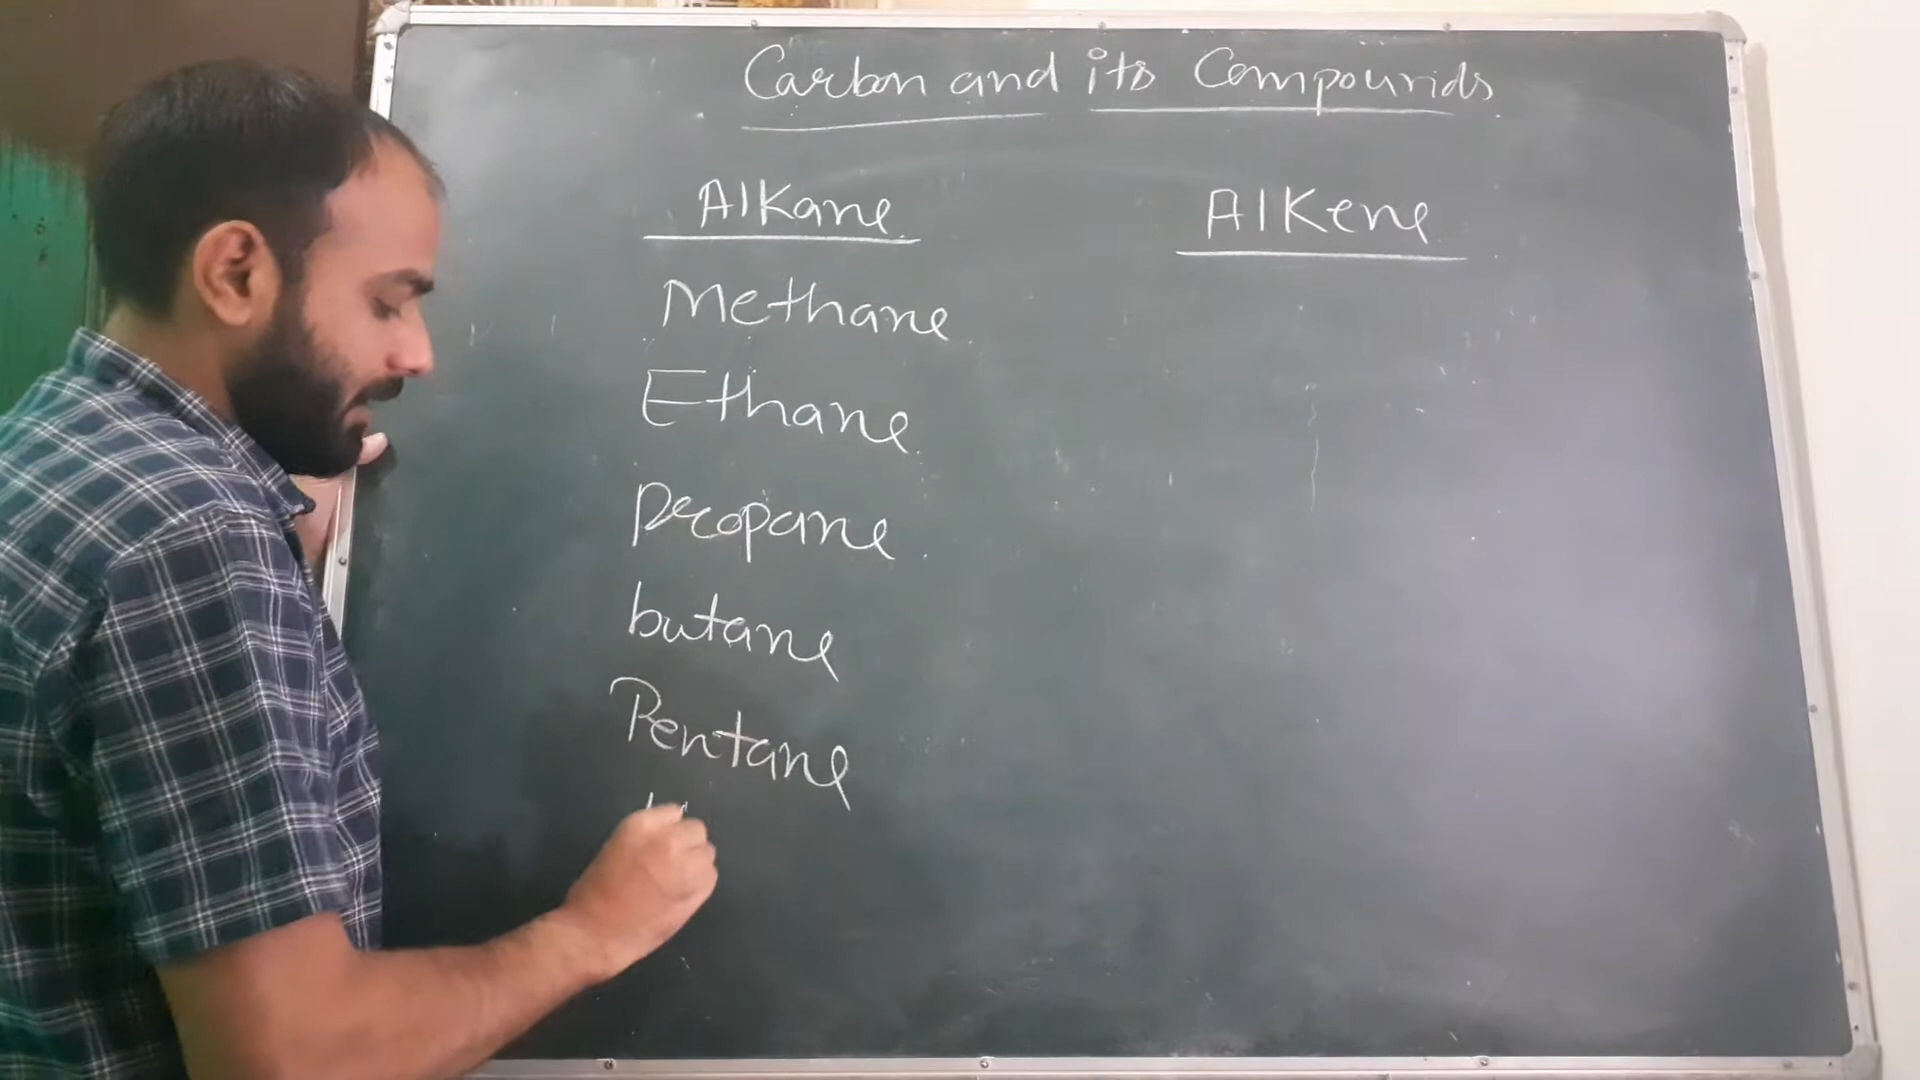 Carbon and its Compounds
Alkane
Alkene
Methane
Ethane
Propane
butane
Pentane